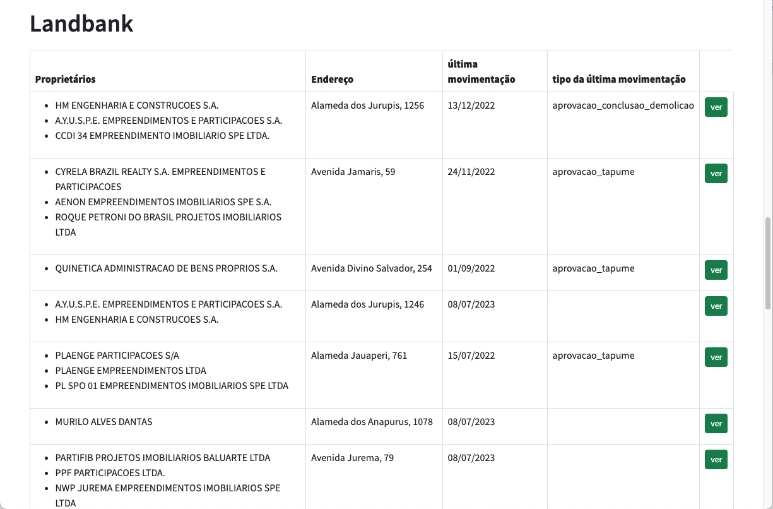 Landbank
última
Proprietários Endereço movimentação tipo da última movimentação
• HM ENGENHARIA E CONSTRUCOES S.A. Alameda dos Jurupis, 1256 13/12/2022 aprovacao_conclusao_demolicao ver
• A.Y.U.S.P.E. EMPREENDIMENTOS E PARTICIPACOES S.A.
• CCDI 34 EMPREENDIMENTO IMOBILIARIO SPE LTDA.
• CYRELA BRAZIL REALTY S.A. EMPREENDIMENTOS E Avenida Jamaris, 59 24/11/2022 aprovacao_tapume ver
PARTICIPACOES
• AENON EMPREENDIMENTOS IMOBILIARIOS SPE S.A.
• ROQUE PETRONI DO BRASIL PROJETOS IMOBILIARIOS
LTDA
• QUINETICA ADMINISTRACAO DE BENS PROPRIOS S.A. Avenida Divino Salvador, 254 01/09/2022 aprovacao_tapume ver
• A.Y.U.S.P.E. EMPREENDIMENTOS E PARTICIPACOES S.A. Alameda dos Jurupis, 1246 08/07/2023 ver
• HM ENGENHARIA E CONSTRUCOES S.A.
• PLAENGE PARTICIPACOES S/A Alameda Jauaperi, 761 15/07/2022 aprovacao_tapume ver
• PLAENGE EMPREENDIMENTOS LTDA
• PL SPO 01 EMPREENDIMENTOS IMOBILIARIOS SPE LTDA
• MURILO ALVES DANTAS Alameda dos Anapurus, 1078 08/07/2023 ver
• PARTIFIB PROJETOS IMOBILIARIOS BALUARTE LTDA Avenida Jurema, 79 08/07/2023 ver
• PPF PARTICIPACOES LTDA.
• NWP JUREMA EMPREENDIMENTOS IMOBILIARIOS SPE
LTDA